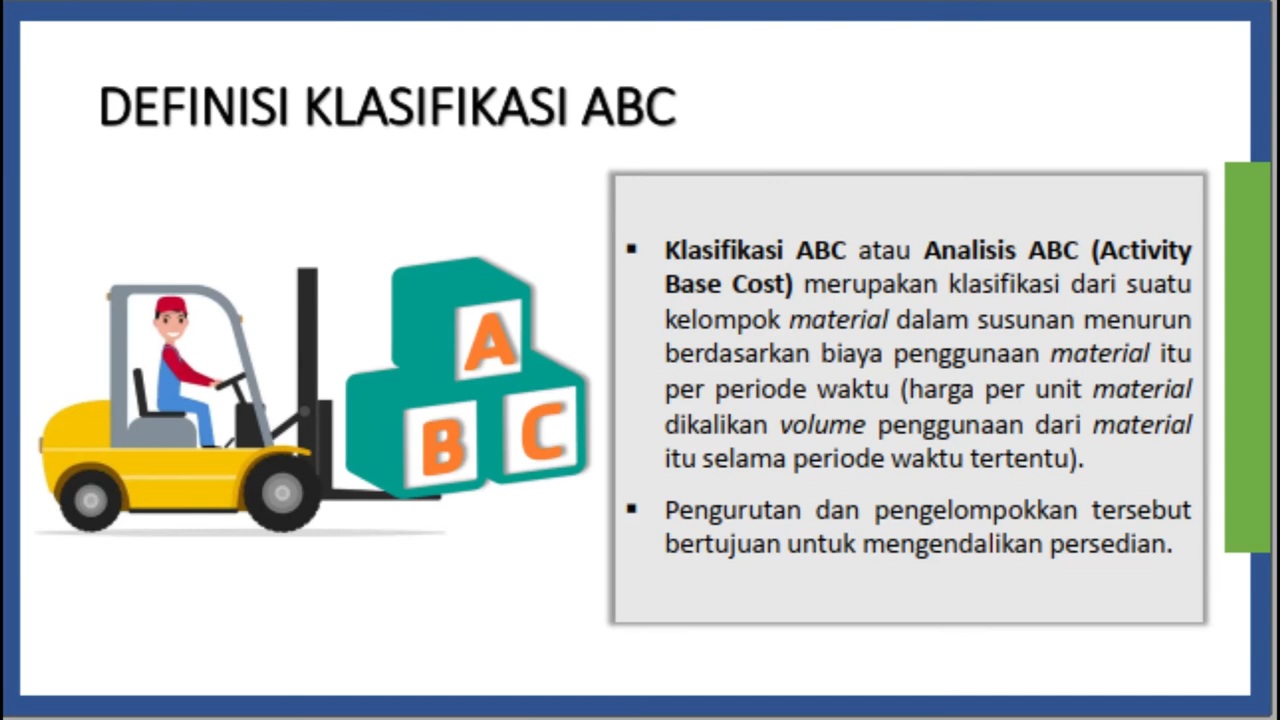 DEFINISI KLASIFIKASI ABC
A
B C
▪ Klasifikasi ABC atau Analisis ABC (Activity
Base Cost) merupakan klasifikasi dari suatu
kelompok material dalam susunan menurun
berdasarkan biaya penggunaan material itu
per periode waktu (harga per unit material
dikalikan volume penggunaan dari material
itu selama periode waktu tertentu).
▪ Pengurutan dan pengelompokkan tersebut
bertujuan untuk mengendalikan persedian.